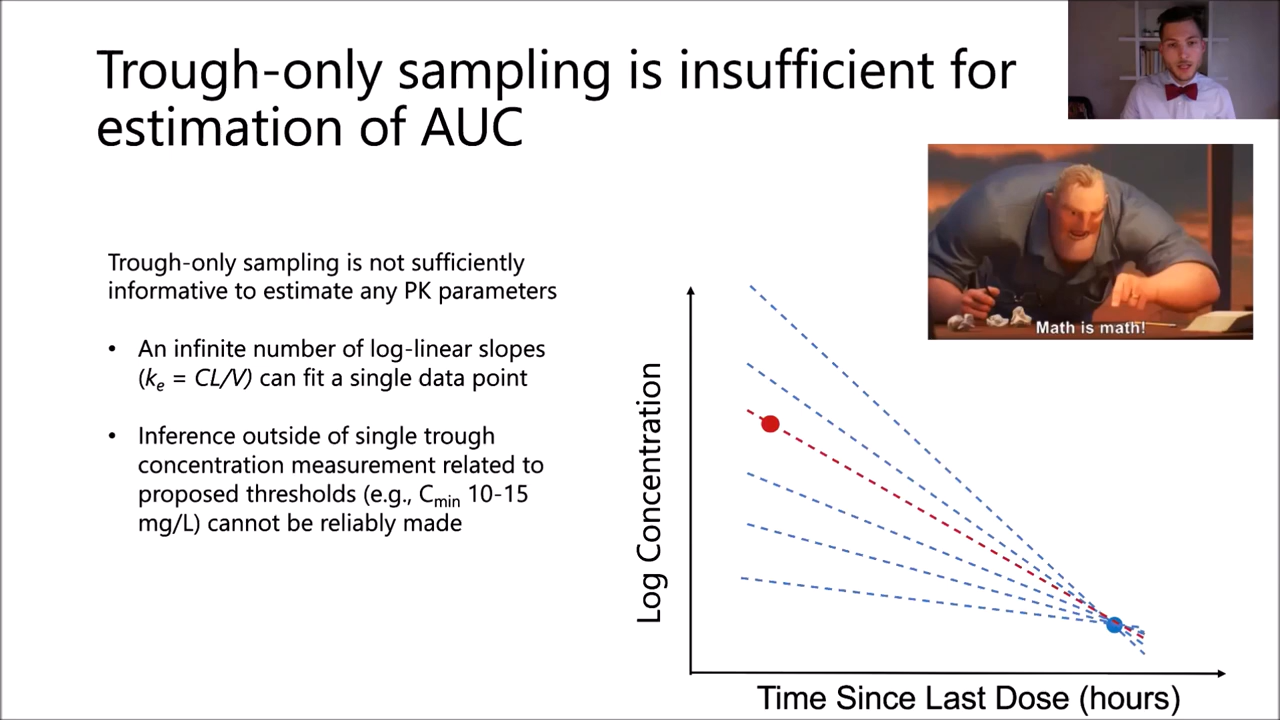 Trough-only sampling is insufficient for
estimation of AUC
Trough-only sampling is not sufficiently
informative to estimate any PK parameters
• An infinite number of log-linear slopes
(ke = CL/V) can fit a single data point
• Inference outside of single trough
concentration measurement related to
proposed thresholds (e.g., Cmin 10-15
mg/L) cannot be reliably made
Math is math!
Log Concentration
Time Since Last Dose (hours)